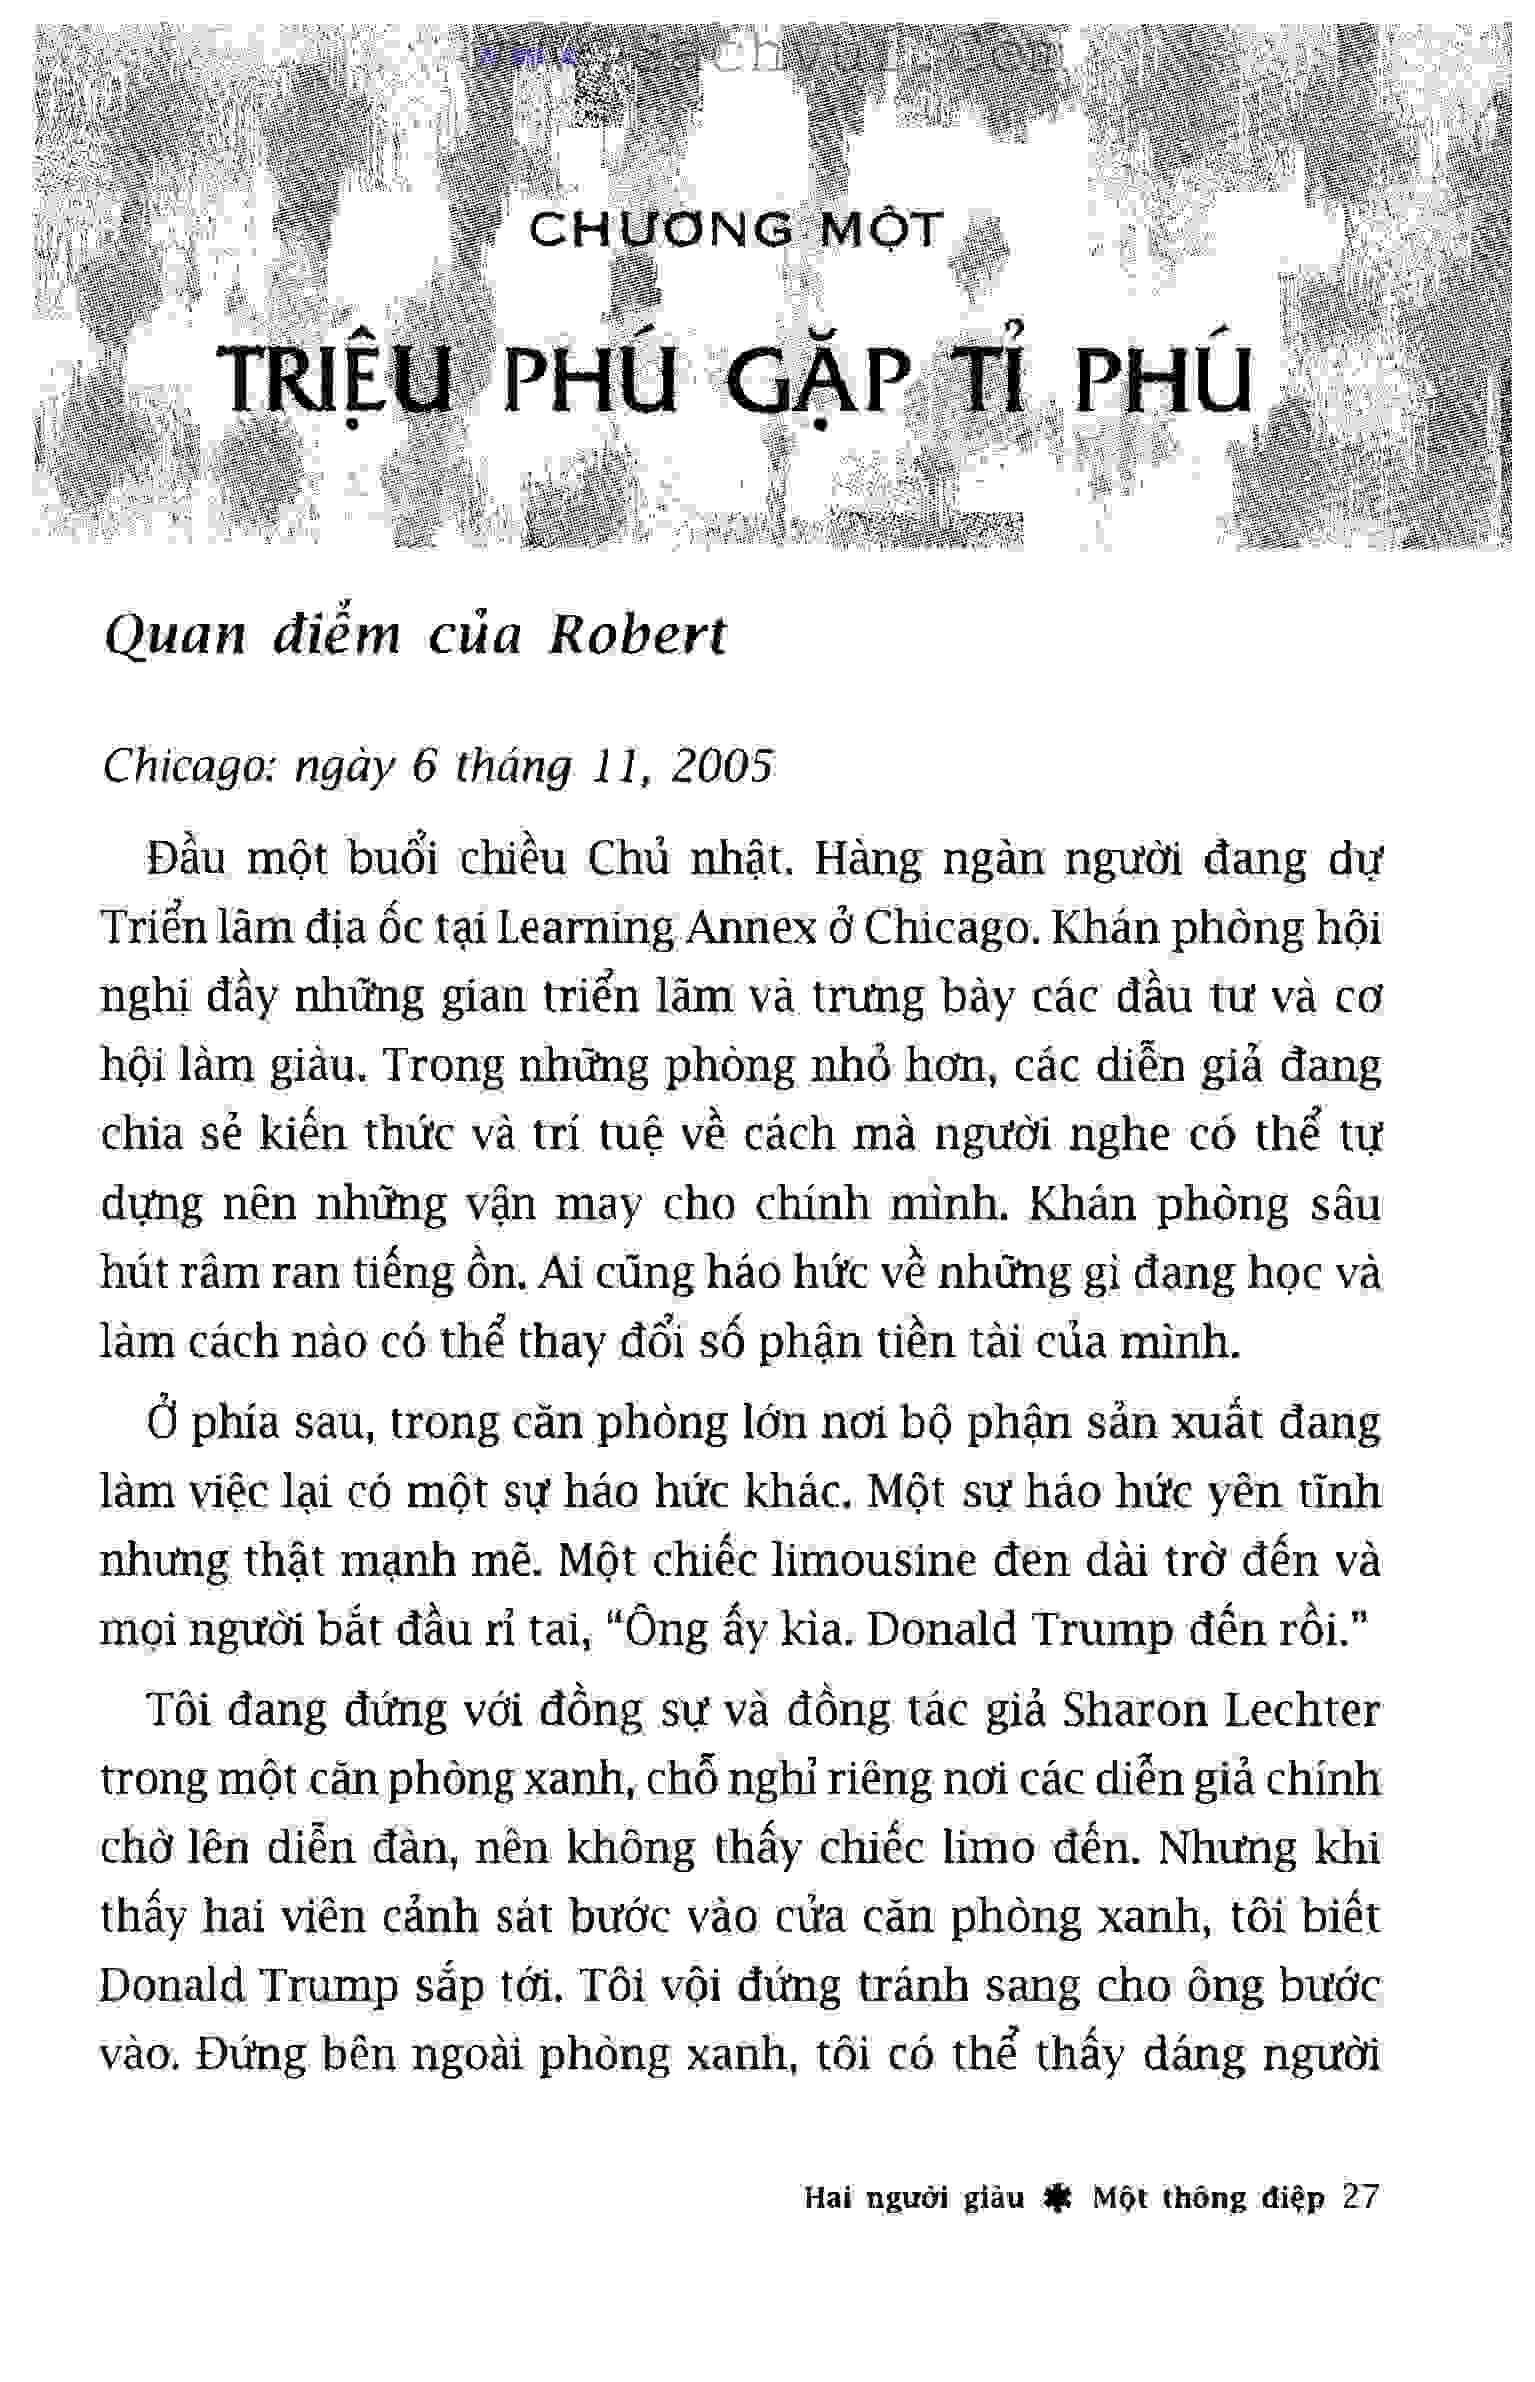 CHƯƠNG MỘT
TRIỆU PHÚ GẶP TỈ PHÚ
Quan điểm của Robert
Chicago: ngày 6 tháng 11, 2005
Đầu một buổi chiều Chủ nhật. Hàng ngàn người đang dự
Triển lãm địa ốc tại Learning Annex ở Chicago. Khán phòng hội
nghị đầy những gian triển lãm và trưng bày các đầu tư và cơ
hội làm giàu. Trong những phòng nhỏ hơn, các diễn giả đang
chia sẻ kiến thức và trí tuệ về cách mà người nghe có thể tự
dựng nên những vận may cho chính mình. Khán phòng sâu
hút râm ran tiếng ồn. Ai cũng háo hức về những gì đang học và
làm cách nào có thể thay đổi số phận tiền tài của mình.
Ở phía sau, trong căn phòng lớn nơi bộ phận sản xuất đang
làm việc lại có một sự háo hức khác. Một sự háo hức yên tĩnh
nhưng thật mạnh mẽ. Một chiếc limousine đen dài trờ đến và
mọi người bắt đầu rỉ tai, “Ông ấy kìa. Donald Trump đến rồi.”
Tôi đang đứng với đồng sự và đồng tác giả Sharon Lechter
trong một căn phòng xanh, chỗ nghỉ riêng nơi các diễn giả chính
chờ lên diễn đàn, nên không thấy chiếc limo đến. Nhưng khi
thấy hai viên cảnh sát bước vào cửa căn phòng xanh, tôi biết
Donald Trump sắp tới. Tôi vội đứng tránh sang cho ông bước
vào. Đứng bên ngoài phòng xanh, tôi có thể thấy dáng người
Hai người giàu ✱ Một thông điệp 27